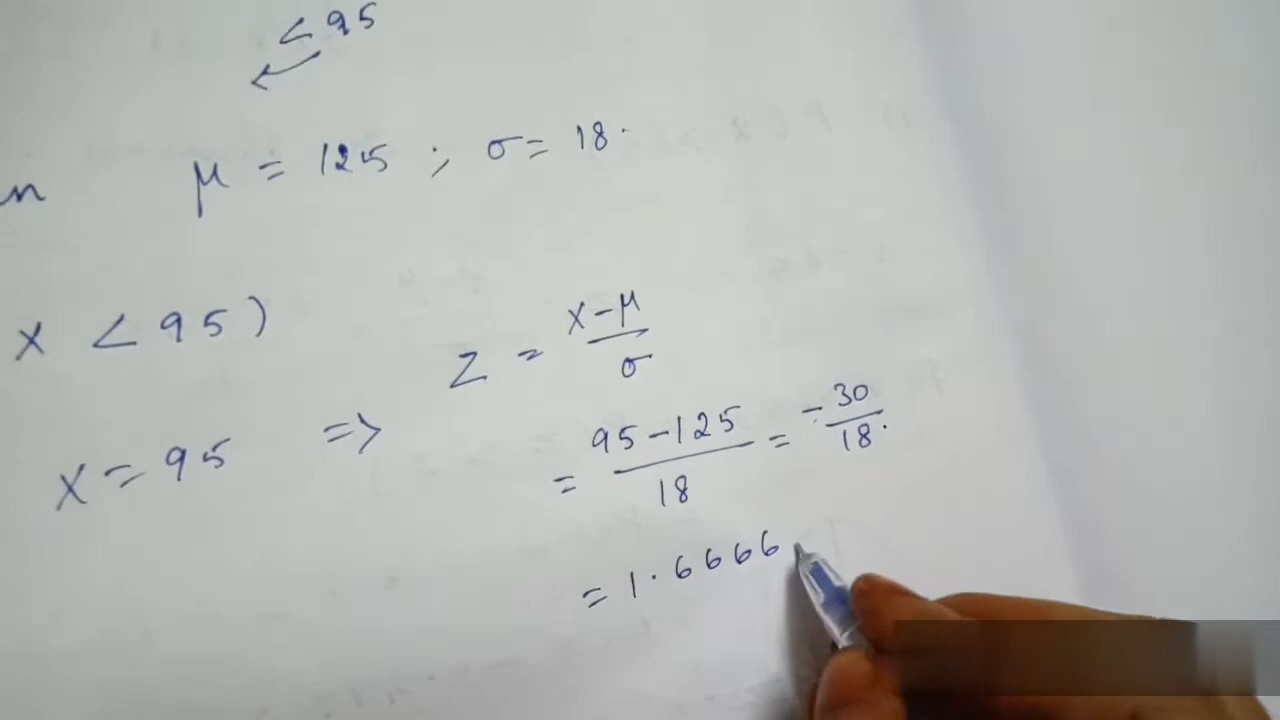 < 95
n μ = 125 ; σ = 18.
X < 95)
Z = X - μ / σ
X = 95 => = 95 - 125 / 18 = - 30 / 18.
= 1.6666